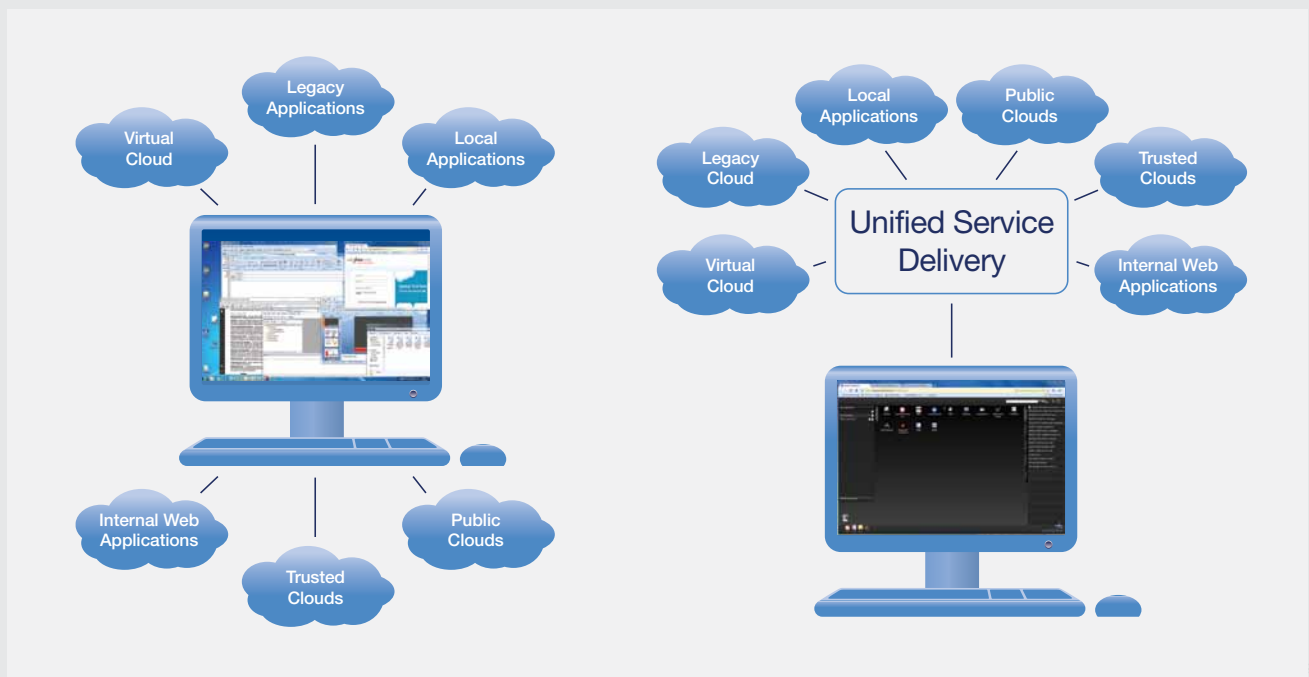 Legacy
Applications
Virtual
Cloud
Local
Applications
Internal Web
Applications
Public
Clouds
Trusted
Clouds
Local
Applications
Public
Clouds
Legacy
Cloud
Trusted
Clouds
Unified Service
Delivery
Virtual
Cloud
Internal Web
Applications